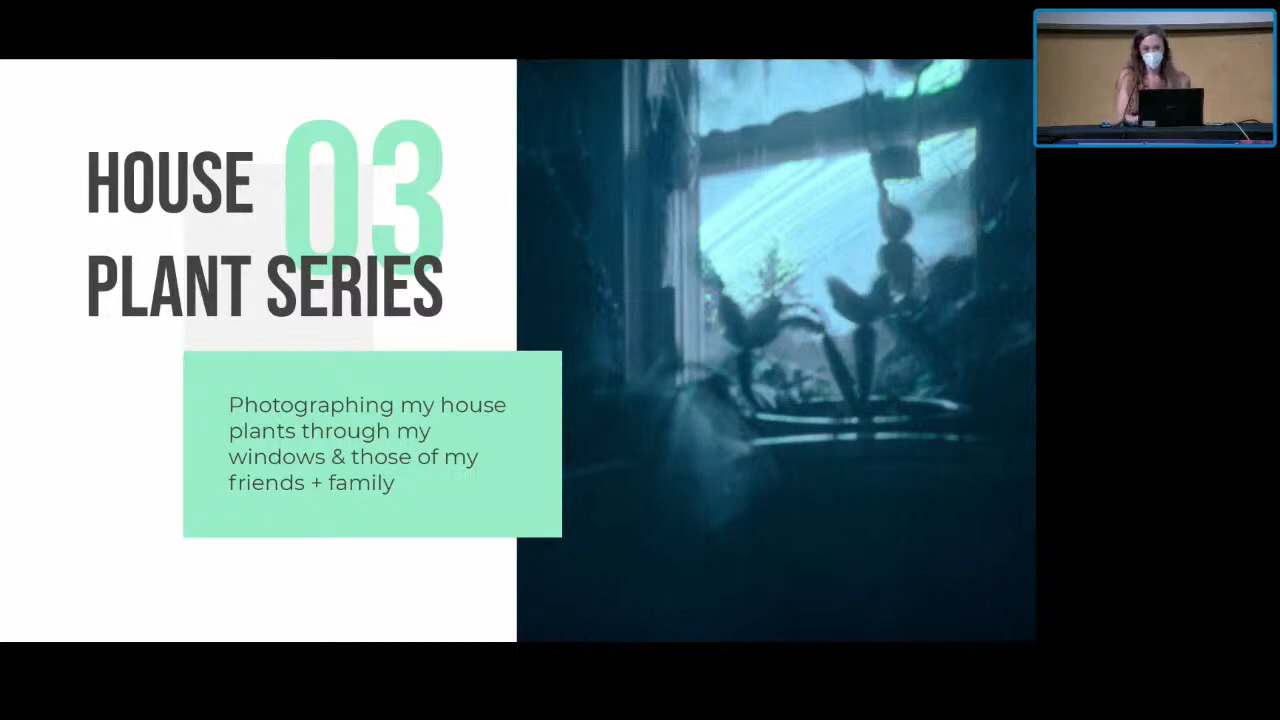 HOUSE 03
PLANT SERIES
Photographing my house
plants through my
windows & those of my
friends + family